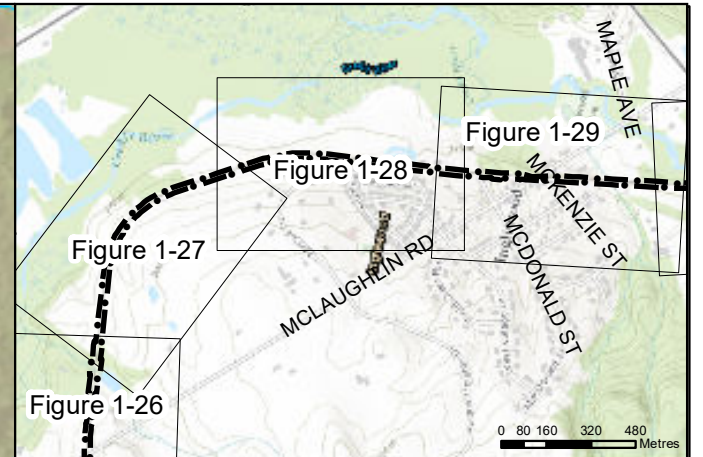 MAPLE AVE
Figure 1-29
Figure 1-28
MCKENZIE ST
Figure 1-27
MCDONALD ST
MCLAUGHLIN RD
Figure 1-26
0 80 160 320 480
Metres